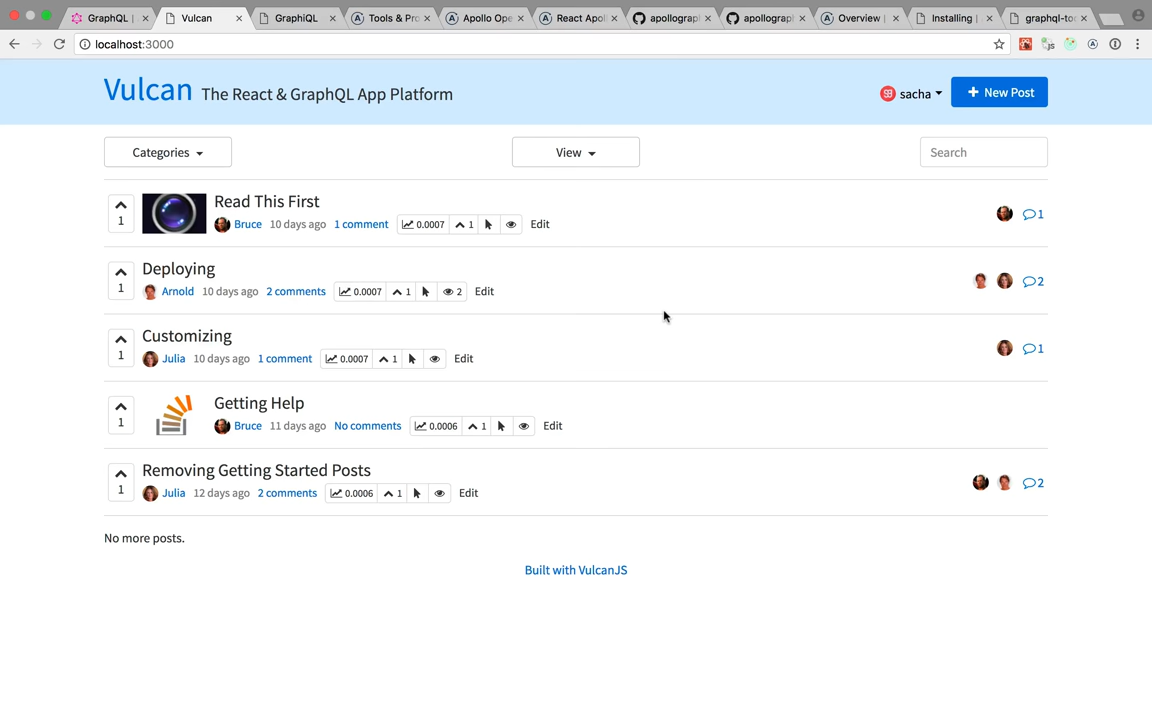 GraphQL |
Vulcan
GraphiQL
Tools & Pro
Apollo Ope
React Apol
apollograp
apollograp
Overview |
Installing |
graphql-to
localhost:3000
Vulcan The React & GraphQL App Platform
sacha
+ New Post
Categories
View
Search
1
Read This First
Bruce 10 days ago 1 comment 0.0007 1 Edit
1
1
Deploying
Arnold 10 days ago 2 comments 0.0007 1 2 Edit
2
1
Customizing
Julia 10 days ago 1 comment 0.0007 1 Edit
1
1
Getting Help
Bruce 11 days ago No comments 0.0006 1 Edit
1
Removing Getting Started Posts
Julia 12 days ago 2 comments 0.0006 1 Edit
2
No more posts.
Built with VulcanJS